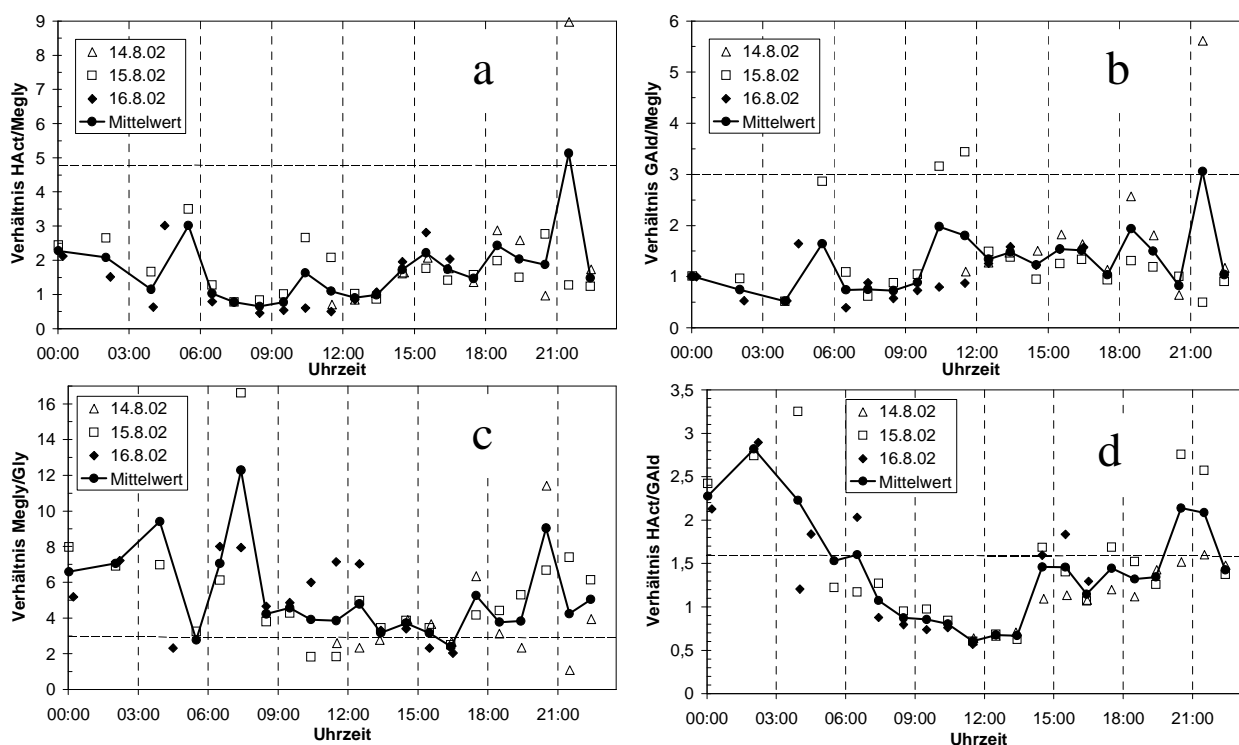 9
8
7
6
5
4
3
2
1
0
Verhältnis HAct/Megly
14.8.02
15.8.02
16.8.02
Mittelwert
a
00:00 03:00 06:00 09:00 12:00 15:00 18:00 21:00
Uhrzeit
6
5
4
3
2
1
0
Verhältnis GAld/Megly
14.8.02
15.8.02
16.8.02
Mittelwert
b
00:00 03:00 06:00 09:00 12:00 15:00 18:00 21:00
Uhrzeit
16
14
12
10
8
6
4
2
0
Verhältnis Megly/Gly
14.8.02
15.8.02
16.8.02
Mittelwert
c
00:00 03:00 06:00 09:00 12:00 15:00 18:00 21:00
Uhrzeit
3,5
3
2,5
2
1,5
1
0,5
0
Verhältnis HAct/GAld
14.8.02
15.8.02
16.8.02
Mittelwert
d
00:00 03:00 06:00 09:00 12:00 15:00 18:00 21:00
Uhrzeit